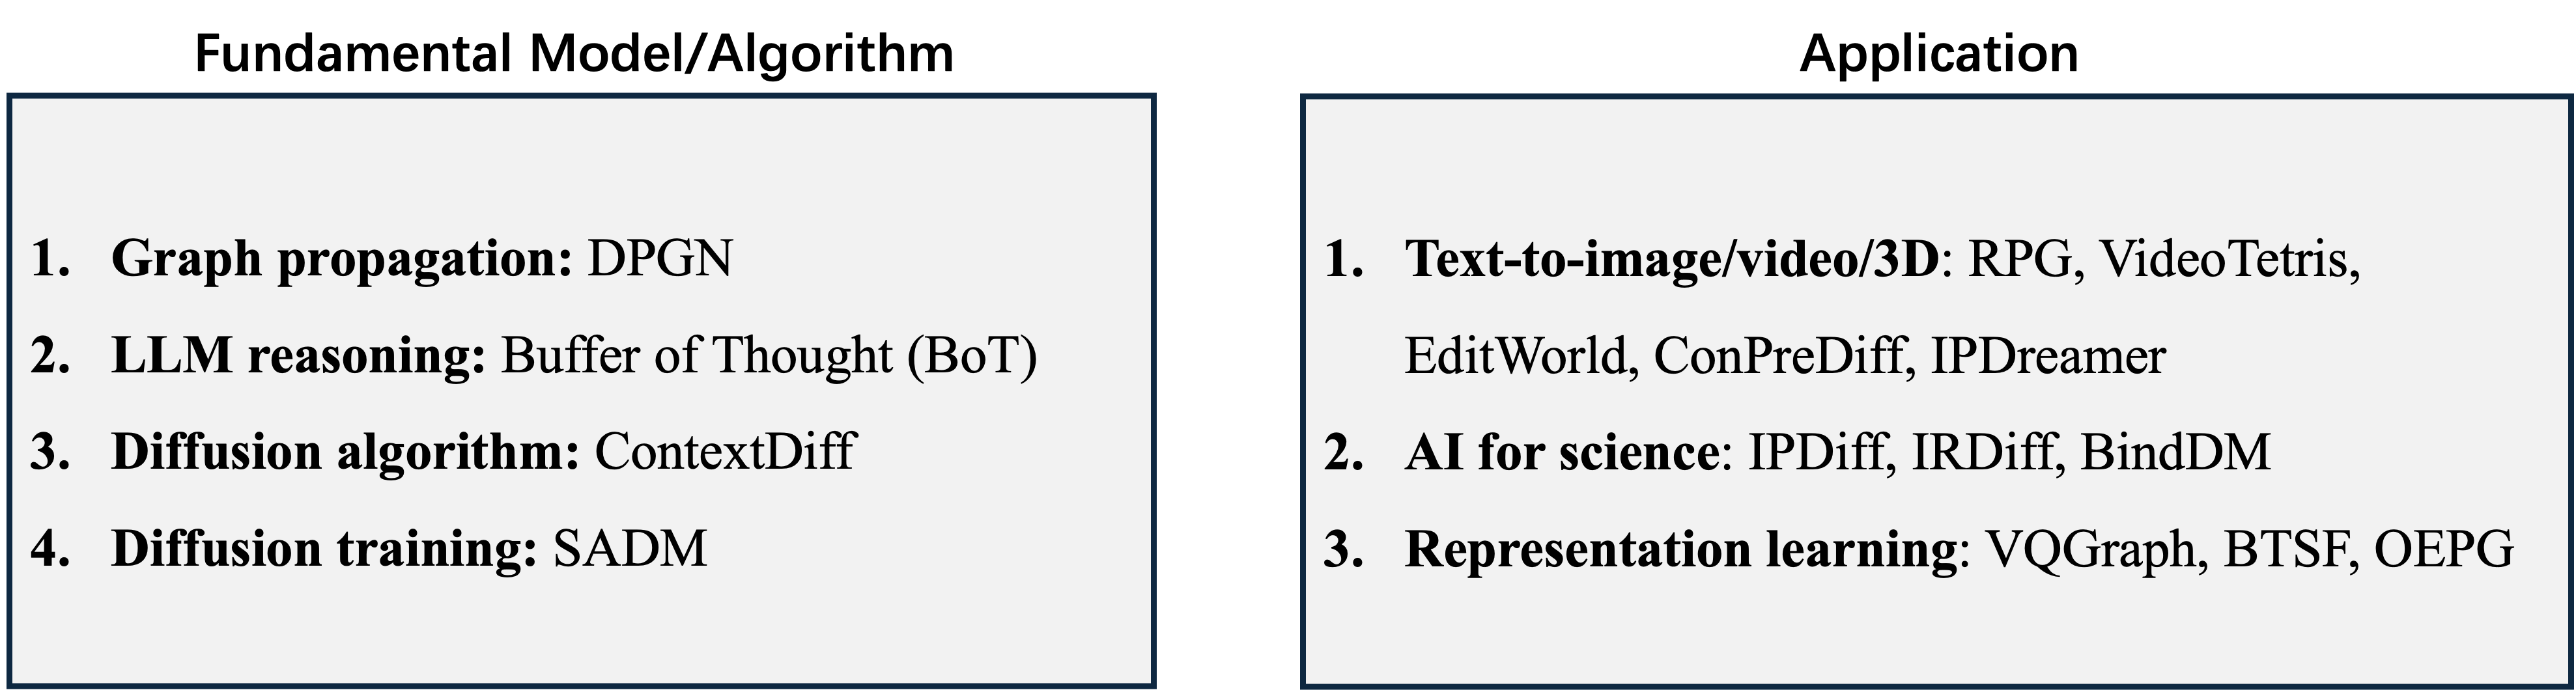 Fundamental Model/Algorithm
1. Graph propagation: DPGN
2. LLM reasoning: Buffer of Thought (BoT)
3. Diffusion algorithm: ContextDiff
4. Diffusion training: SADM
Application
1. Text-to-image/video/3D: RPG, VideoTetris,
EditWorld, ConPreDiff, IPDreamer
2. AI for science: IPDiff, IRDiff, BindDM
3. Representation learning: VQGraph, BTSF, OEPG